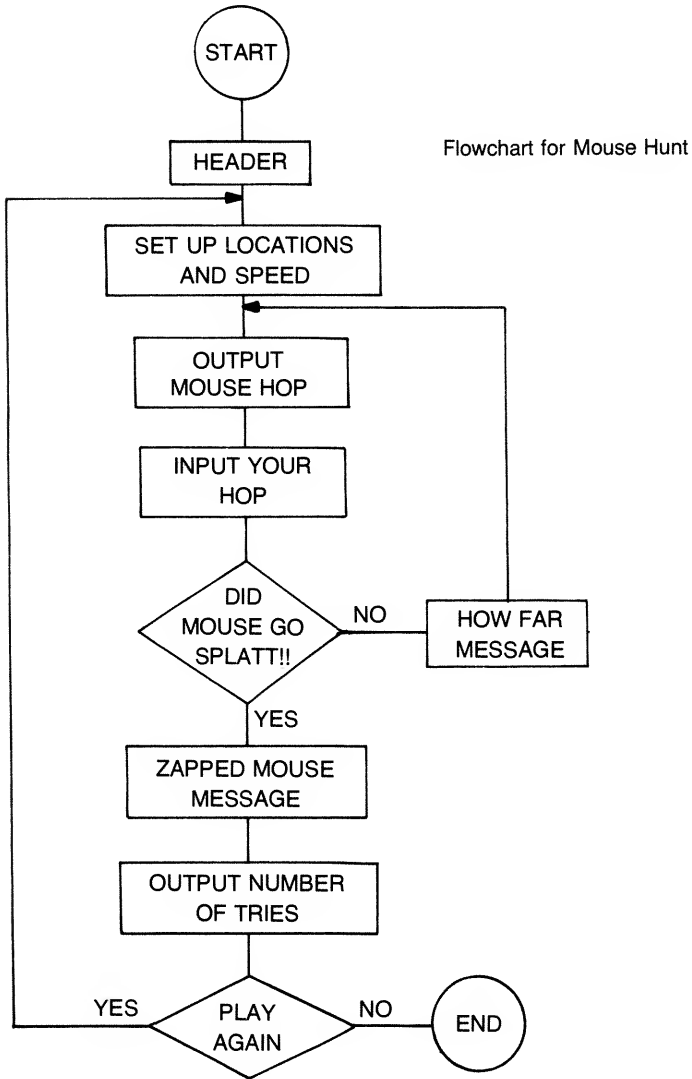 START
Flowchart for Mouse Hunt
HEADER
SET UP LOCATIONS
AND SPEED
OUTPUT
MOUSE HOP
INPUT YOUR
HOP
DID
MOUSE GO
SPLATT!!
NO
HOW FAR
MESSAGE
YES
ZAPPED MOUSE
MESSAGE
OUTPUT NUMBER
OF TRIES
YES
PLAY
AGAIN
NO
END